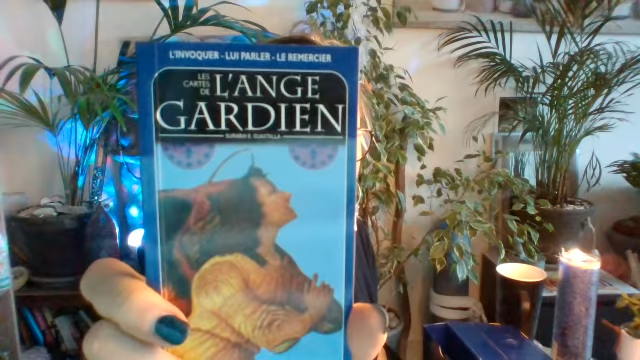 L'INVOQUER - LUI PARLER - LE REMERCIER
LES CARTES DE L'ANGE
GARDIEN